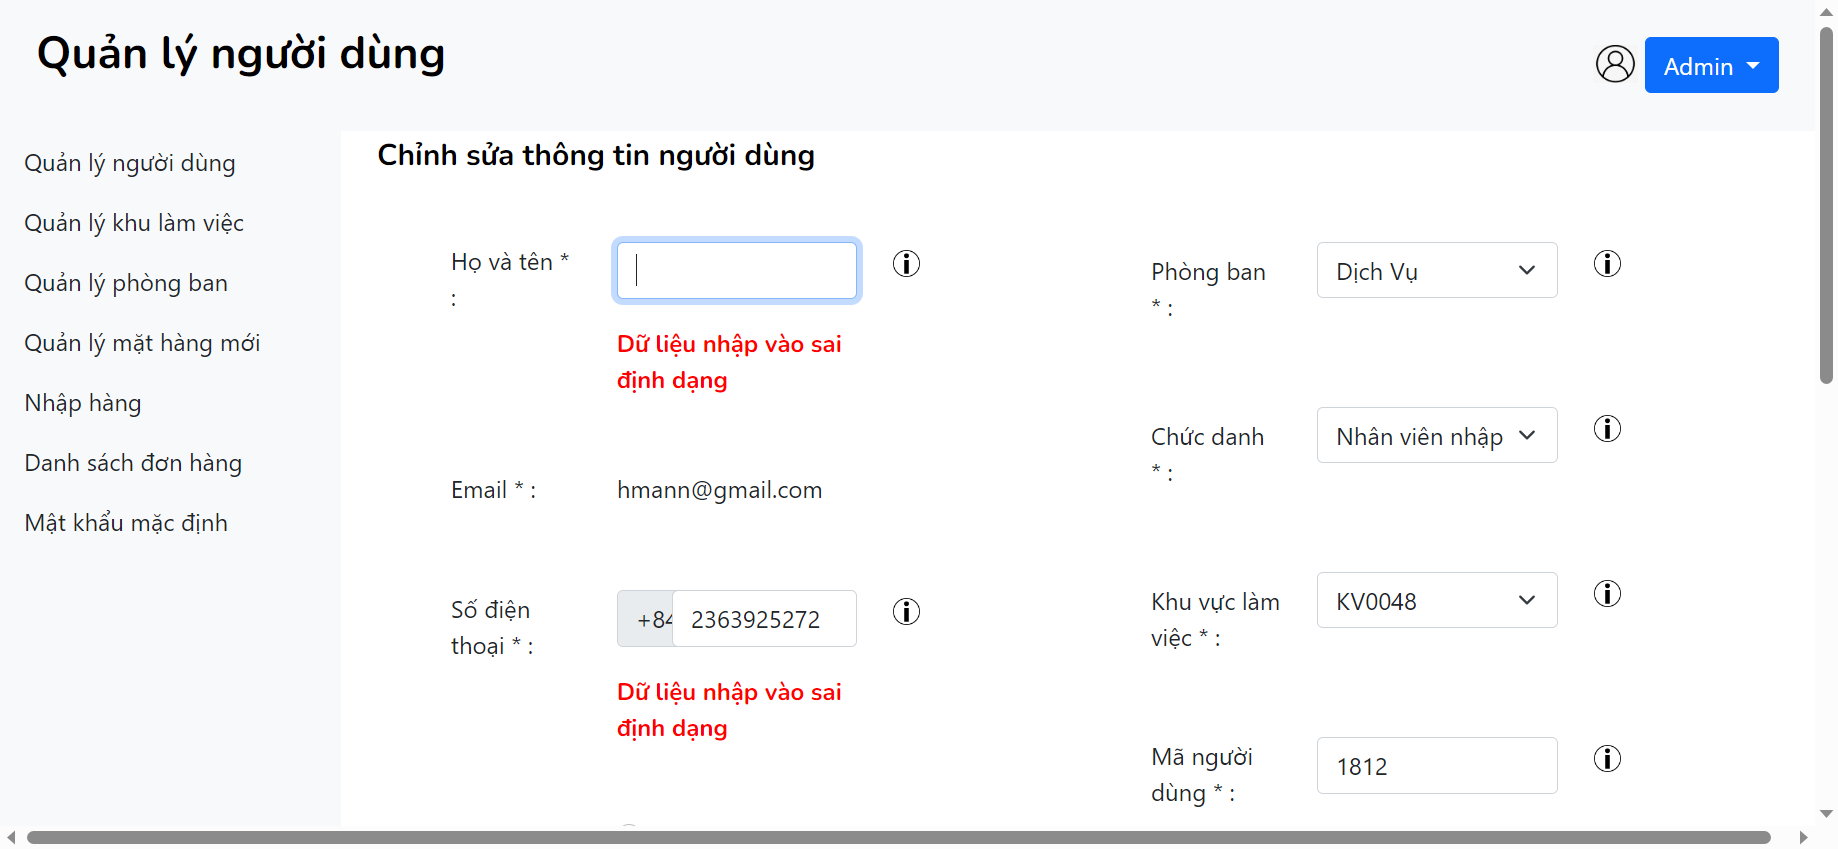 Quản lý người dùng
Admin
Quản lý người dùng
Quản lý khu làm việc
Quản lý phòng ban
Quản lý mặt hàng mới
Nhập hàng
Danh sách đơn hàng
Mật khẩu mặc định
Chỉnh sửa thông tin người dùng
Họ và tên *
:
Dữ liệu nhập vào sai
định dạng
Email * :
hmann@gmail.com
Số điện
thoại * :
+84
2363925272
Dữ liệu nhập vào sai
định dạng
Phòng ban
* :
Dịch Vụ
Chức danh
* :
Nhân viên nhập
Khu vực làm
việc * :
KV0048
Mã người
dùng * :
1812